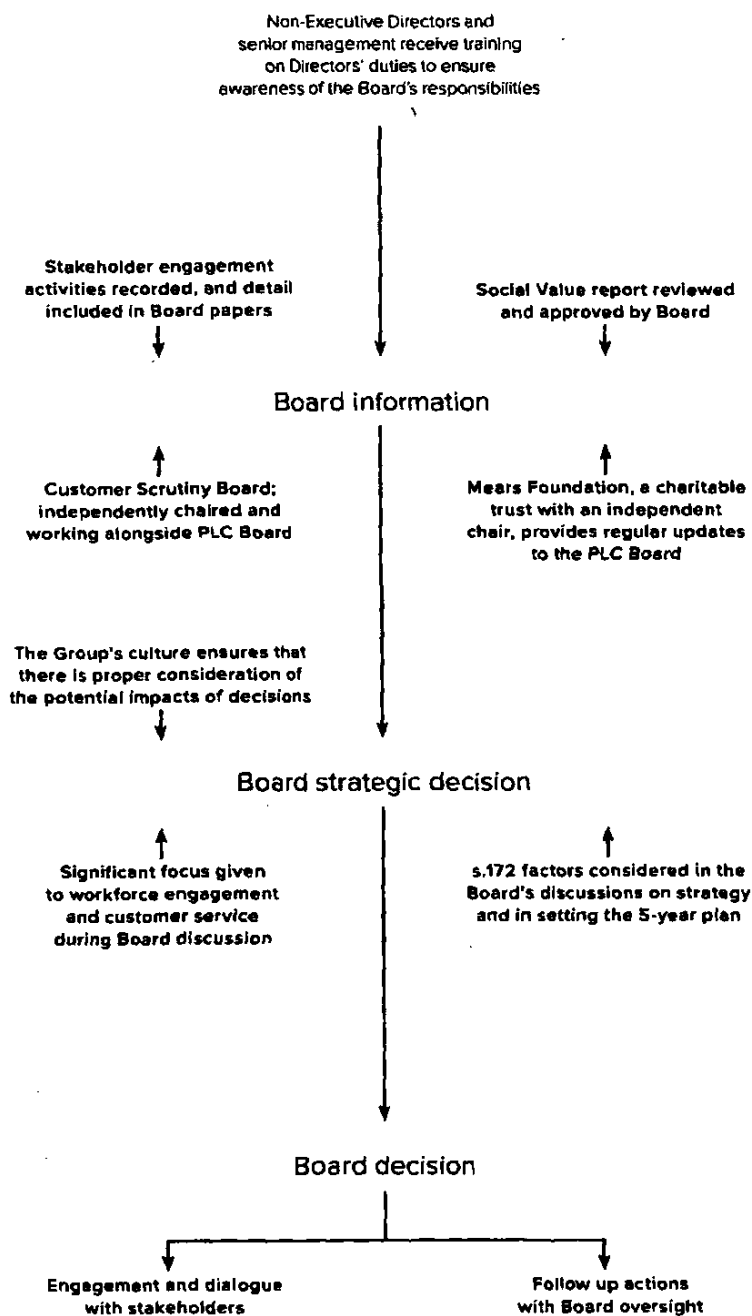 Non-Executive Directors and
senior management receive training
on Directors' duties to ensure
awareness of the Board's responsibilities
Stakeholder engagement
activities recorded, and detail
included in Board papers
Social Value report reviewed
and approved by Board
Board information
Customer Scrutiny Board;
independently chaired and
working alongside PLC Board
Mears Foundation, a charitable
trust with an independent
chair, provides regular updates
to the PLC Board
The Group's culture ensures that
there is proper consideration of
the potential impacts of decisions
Board strategic decision
Significant focus given
to workforce engagement
and customer service
during Board discussion
s.172 factors considered in the
Board's discussions on strategy
and in setting the 5-year plan
Board decision
Engagement and dialogue
with stakeholders
Follow up actions
with Board oversight